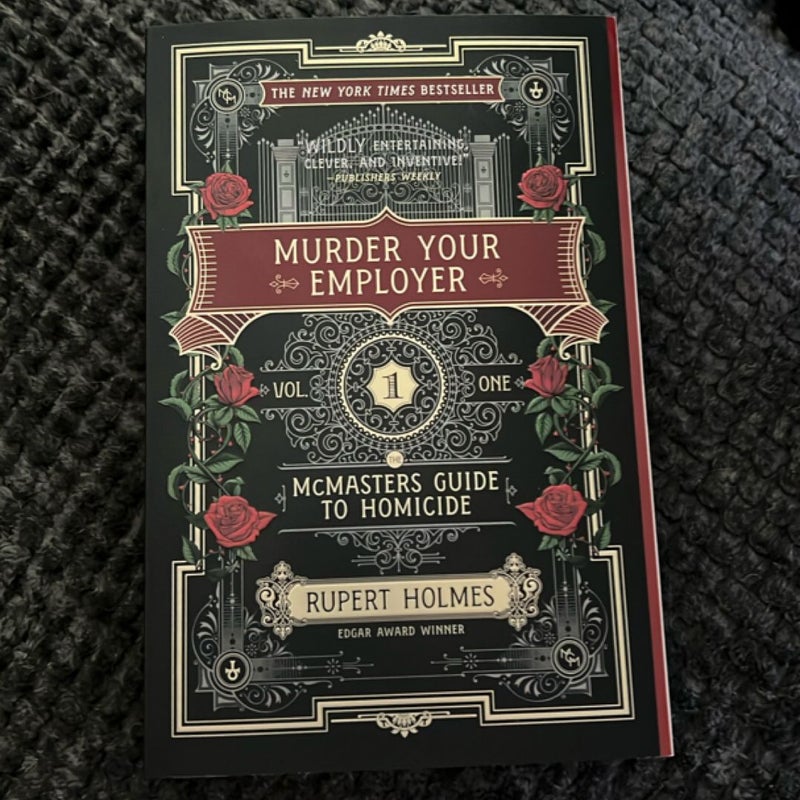 THE NEW YORK TIMES BESTSELLER
"WILDLY ENTERTAINING,
CLEVER, AND INVENTIVE!"
—PUBLISHERS WEEKLY
MURDER YOUR
EMPLOYER
VOL. 1 ONE
THE
MCMASTERS GUIDE
TO HOMICIDE
RUPERT HOLMES
EDGAR AWARD WINNER